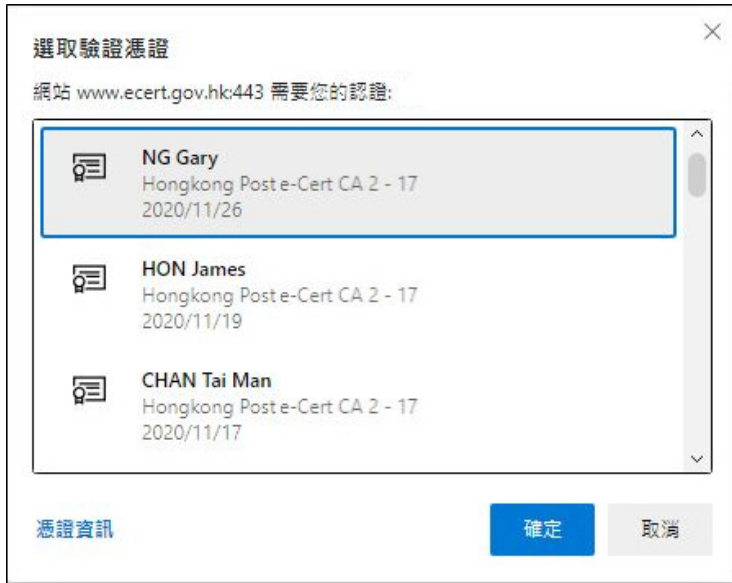 選取驗證憑證
網站 www.ecert.gov.hk:443 需要您的認證:
NG Gary
Hongkong Post e-Cert CA 2 - 17
2020/11/26
HON James
Hongkong Post e-Cert CA 2 - 17
2020/11/19
CHAN Tai Man
Hongkong Post e-Cert CA 2 - 17
2020/11/17
憑證資訊
確定
取消